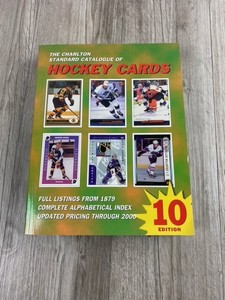 THE CHARLTON
STANDARD CATALOGUE OF
HOCKEY CARDS
FULL LISTINGS FROM 1879
COMPLETE ALPHABETICAL INDEX
UPDATED PRICING THROUGH 2000
10
EDITION